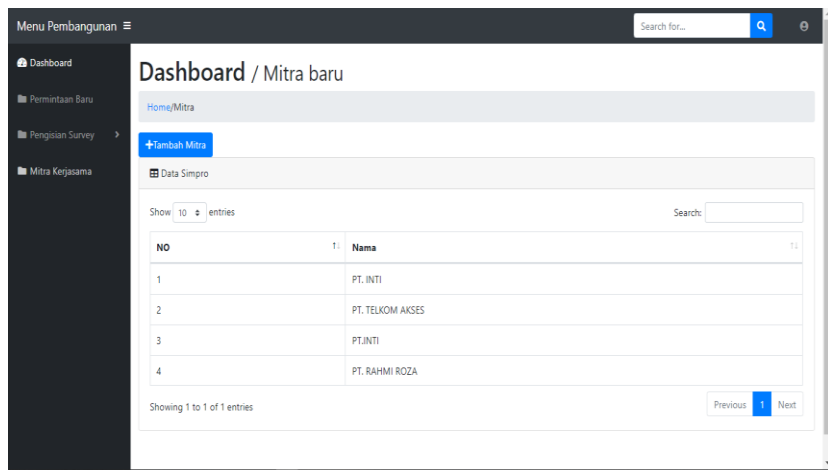 Menu Pembangunan
Search for...
Dashboard
Permintaan Baru
Pengisian Survey
Mitra Kerjasama
Dashboard / Mitra baru
Home/Mitra
+Tambah Mitra
Data Simpro
Show 10 entries
Search:
NO Nama
1 PT. INTI
2 PT. TELKOM AKSES
3 PT.INTI
4 PT. RAHMI ROZA
Showing 1 to 1 of 1 entries
Previous 1 Next